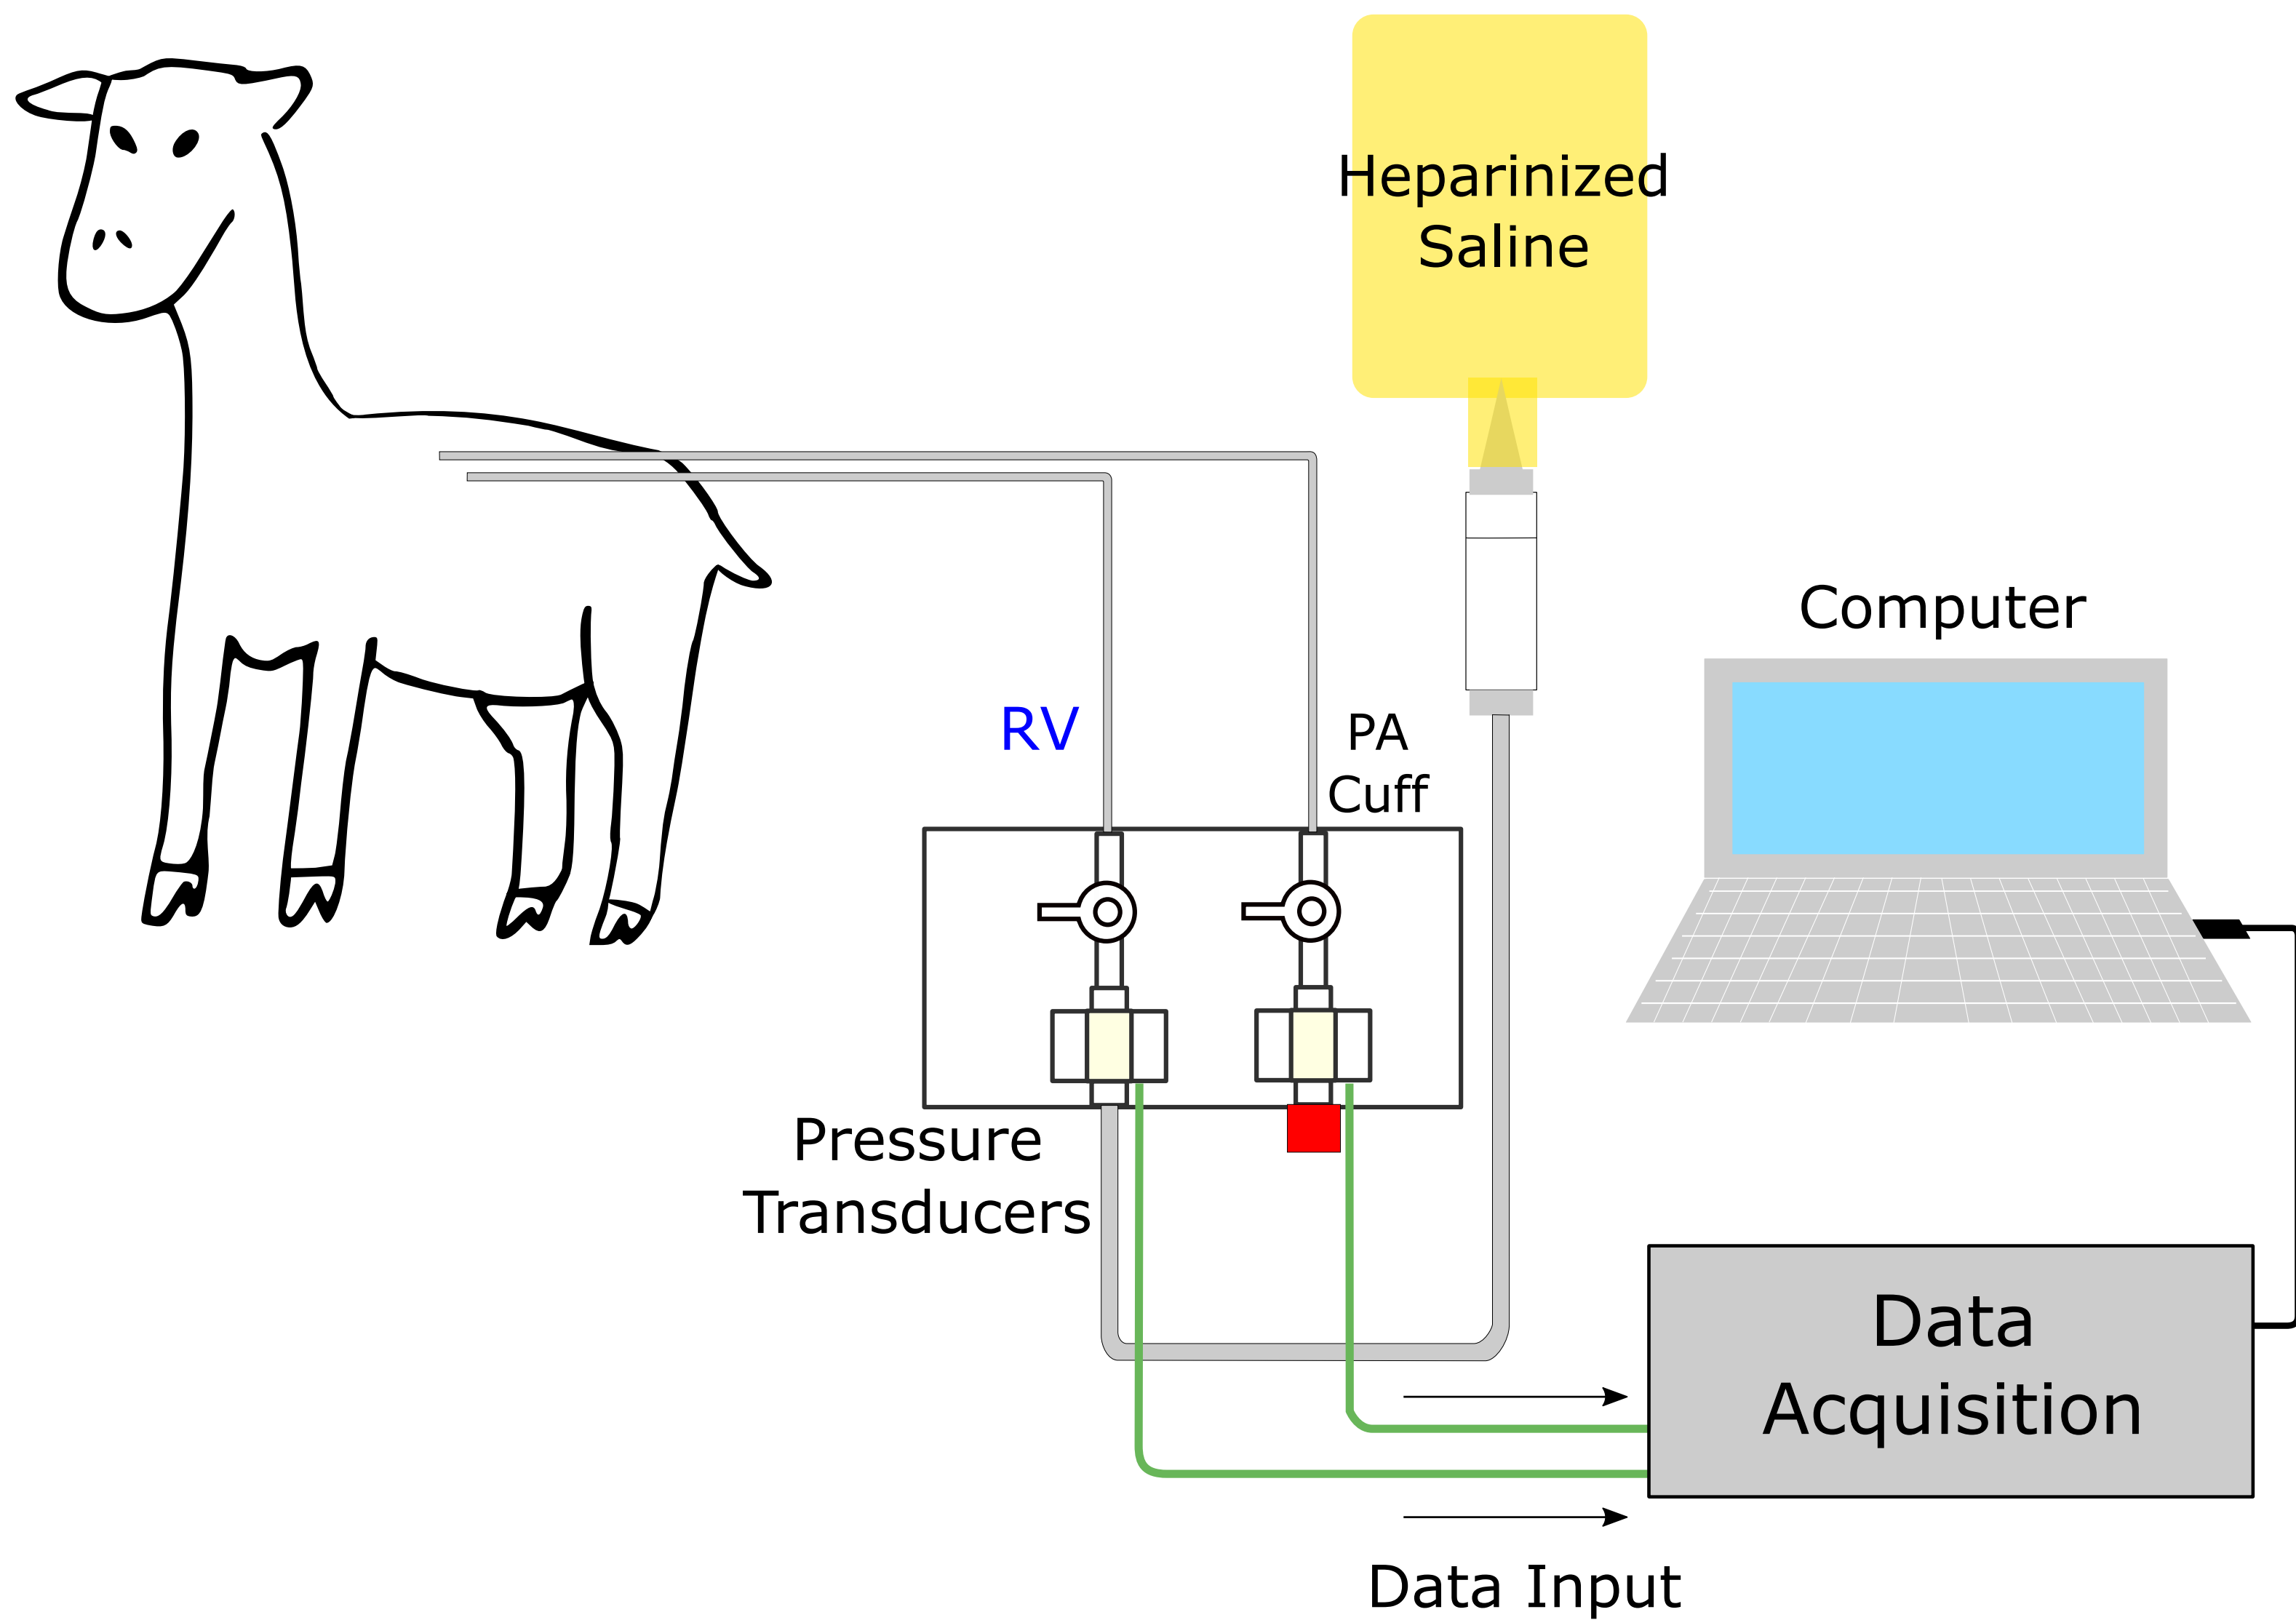 Heparinized
Saline
Computer
RV
PA
Cuff
Pressure
Transducers
Data
Acquisition
Data Input